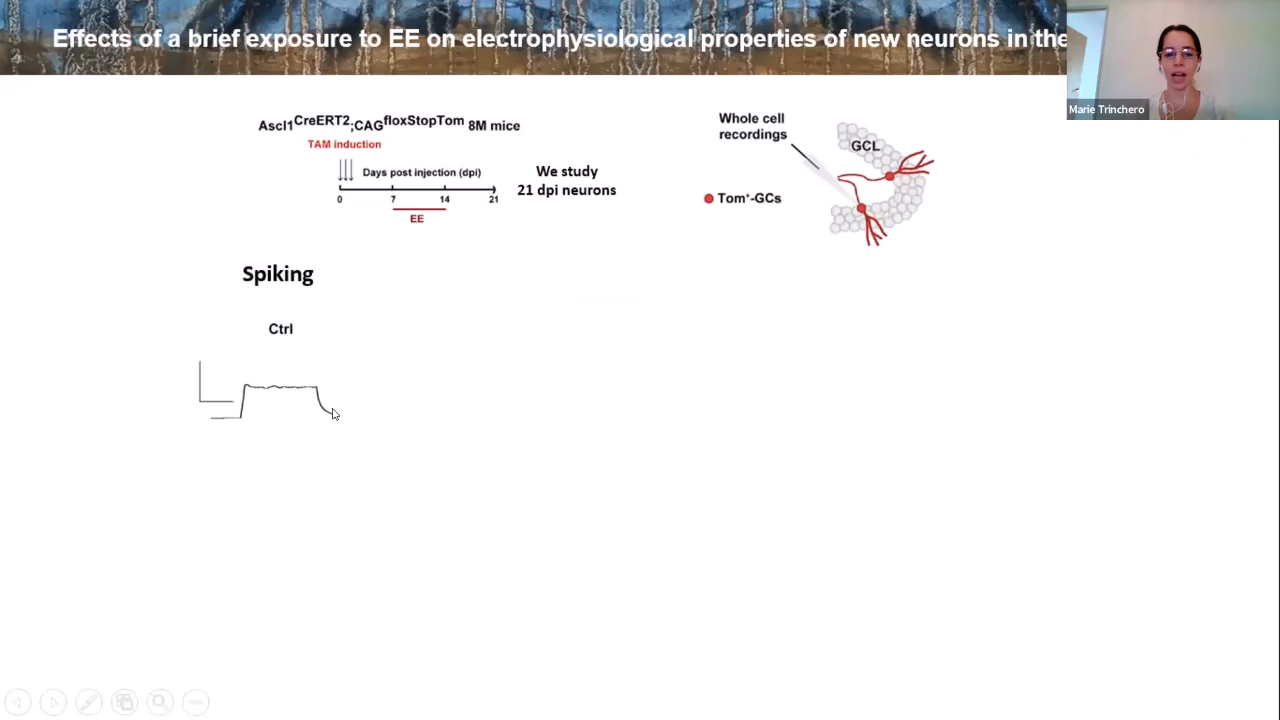 Effects of a brief exposure to EE on electrophysiological properties of new neurons in the
Marie Trinchero
Ascl1CreERT2;CAGfloxStopTom 8M mice
TAM induction
Days post injection (dpi)
0 7 14 21
EE
We study
21 dpi neurons
Whole cell
recordings
GCL
Tom+-GCs
Spiking
Ctrl